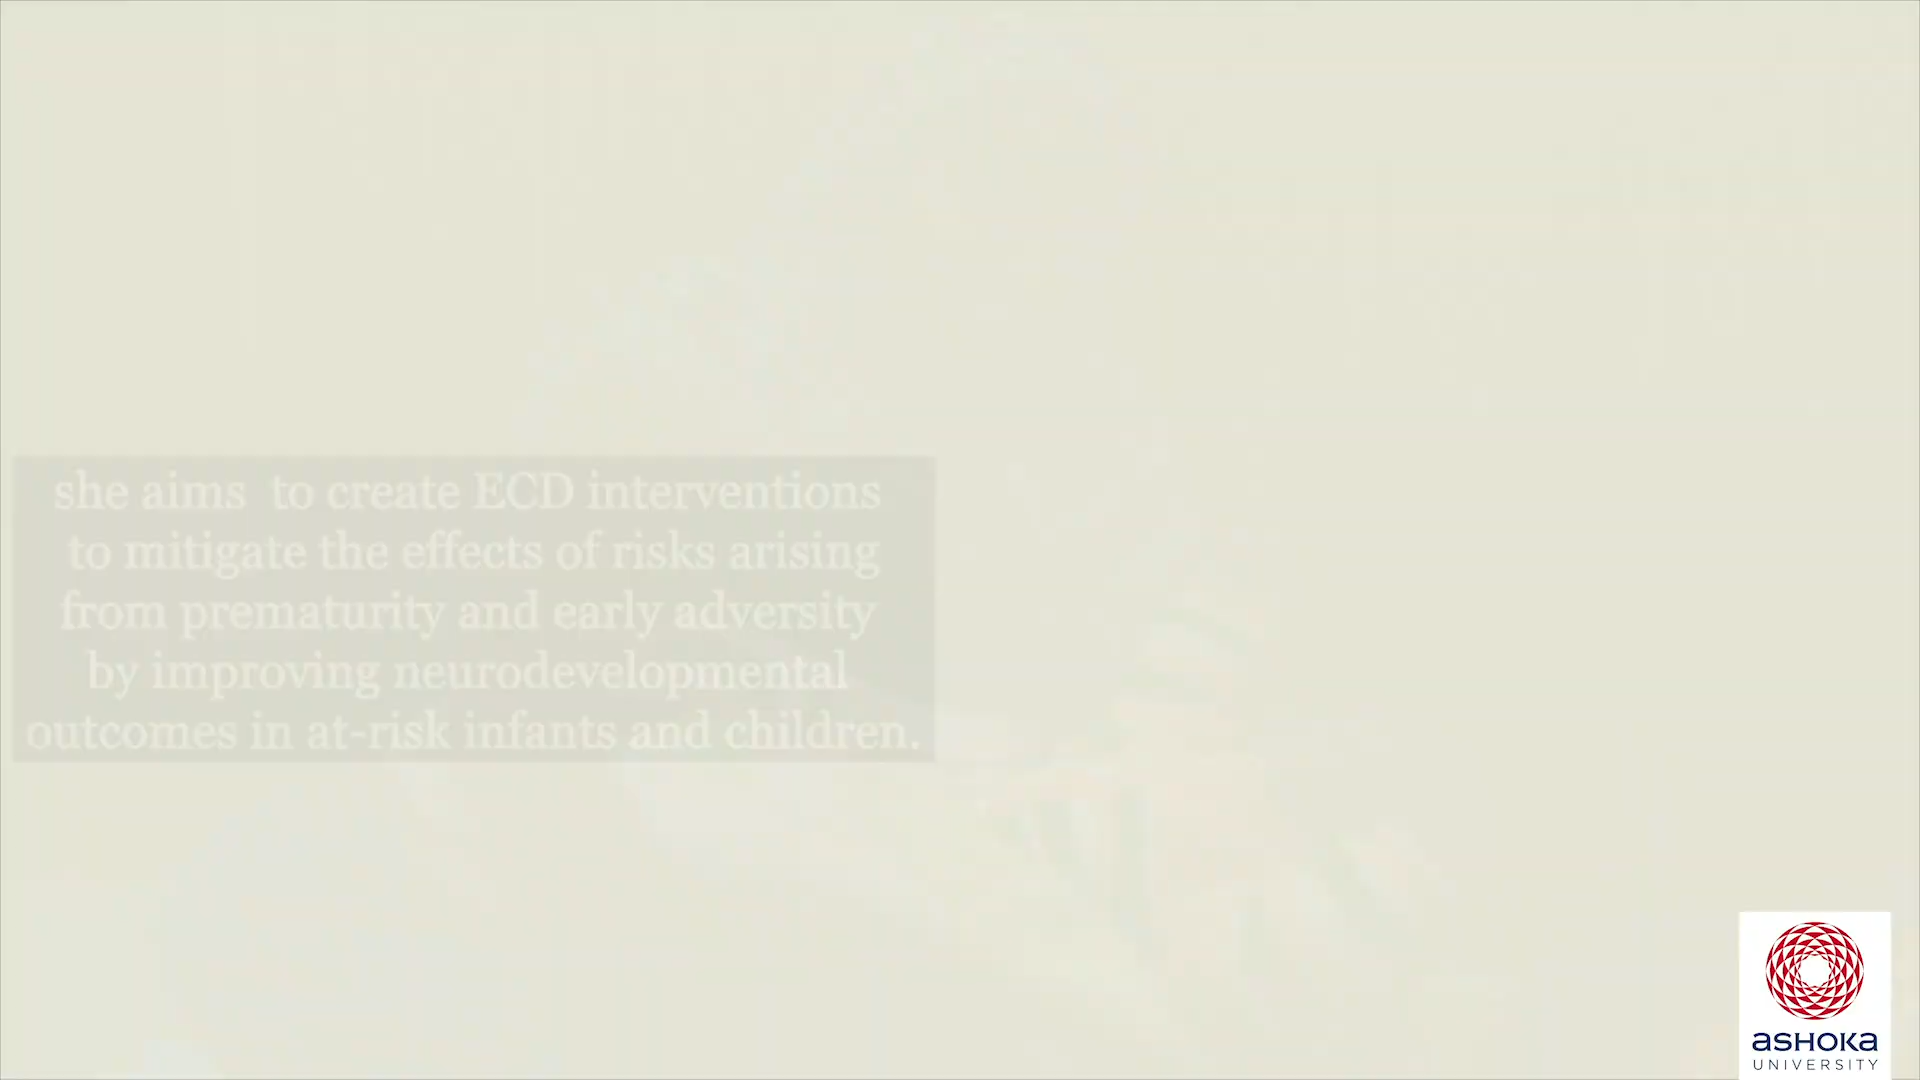 she aims to create ECD interventions
to mitigate the effects of risks arising
from prematurity and early adversity
by improving neurodevelopmental
outcomes in at-risk infants and children.
ASHOKA
UNIVERSITY